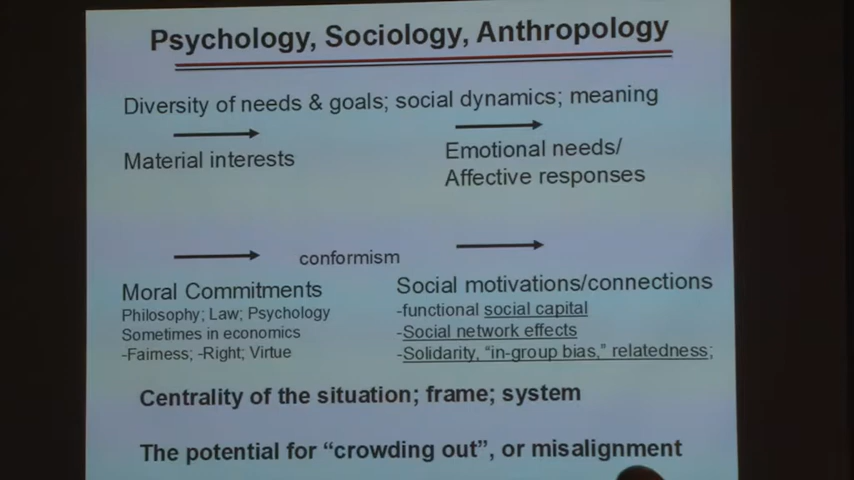 Psychology, Sociology, Anthropology
Diversity of needs & goals; social dynamics; meaning
Material interests
Emotional needs/
Affective responses
conformism
Moral Commitments
Philosophy; Law; Psychology
Sometimes in economics
-Fairness; -Right; Virtue
Social motivations/connections
-functional social capital
-Social network effects
-Solidarity, “in-group bias,” relatedness;
Centrality of the situation; frame; system
The potential for “crowding out”, or misalignment